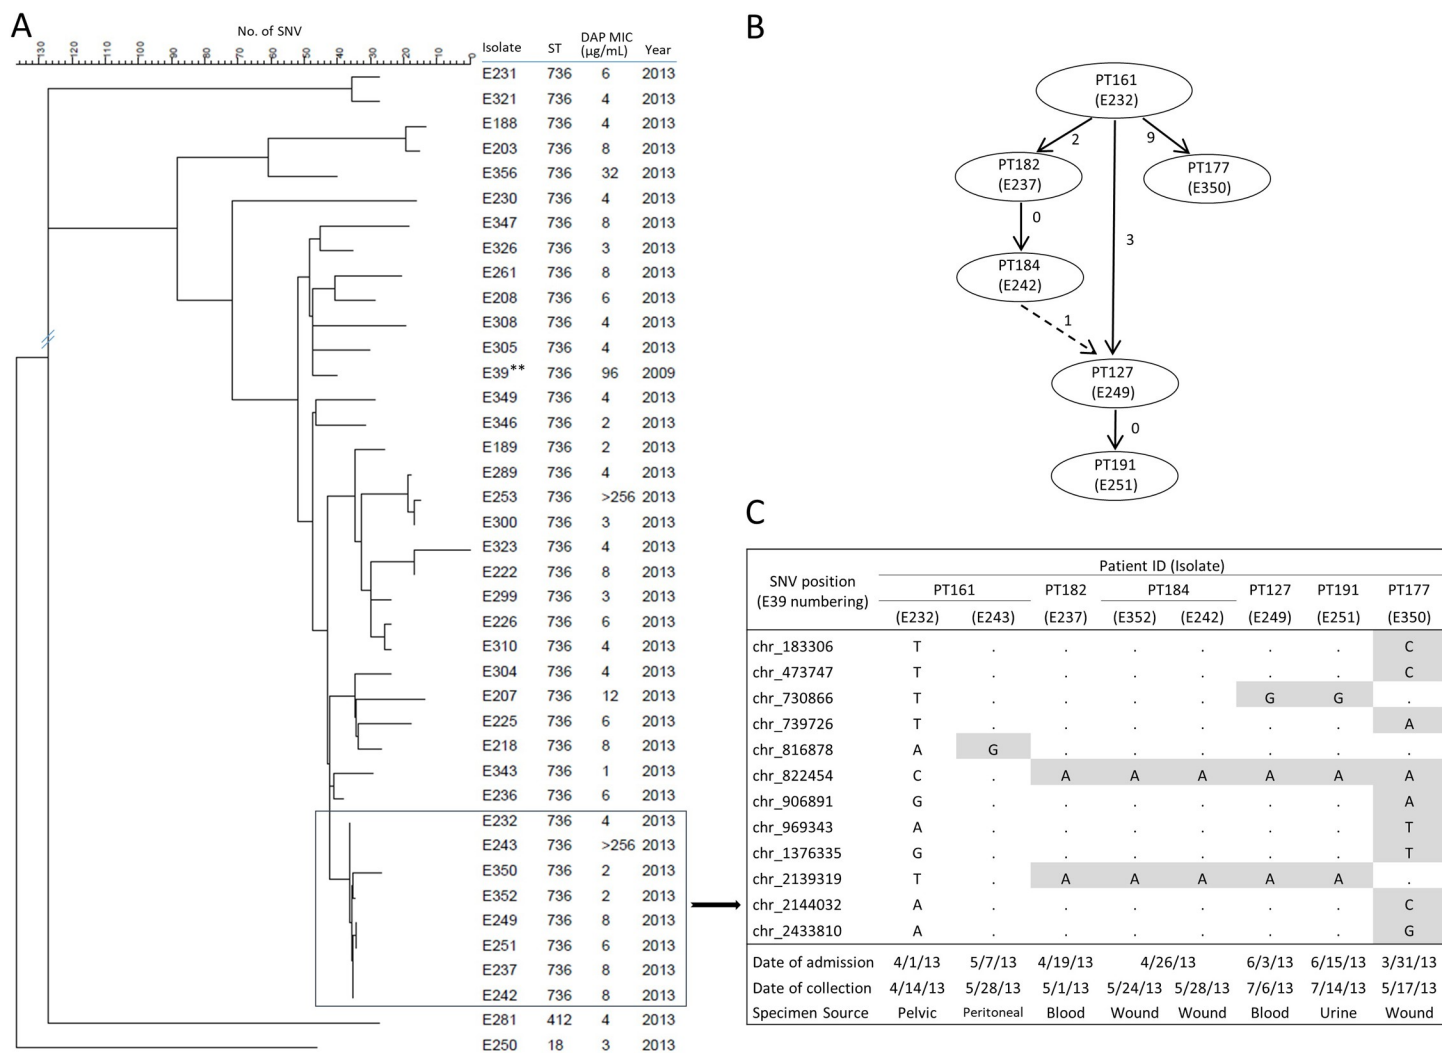 A
No. of SNV
130 120 110 100 90 80 70 60 50 40 30 20 10 0
Isolate ST DAP MIC (µg/mL) Year
E231 736 6 2013
E321 736 4 2013
E188 736 4 2013
E203 736 8 2013
E356 736 32 2013
E230 736 4 2013
E347 736 8 2013
E326 736 3 2013
E261 736 8 2013
E208 736 6 2013
E308 736 4 2013
E305 736 4 2013
E39** 736 96 2009
E349 736 4 2013
E346 736 2 2013
E189 736 2 2013
E289 736 4 2013
E253 736 >256 2013
E300 736 3 2013
E323 736 4 2013
E222 736 8 2013
E299 736 3 2013
E226 736 6 2013
E310 736 4 2013
E304 736 4 2013
E207 736 12 2013
E225 736 6 2013
E218 736 8 2013
E343 736 1 2013
E236 736 6 2013
E232 736 4 2013
E243 736 >256 2013
E350 736 2 2013
E352 736 2 2013
E249 736 8 2013
E251 736 6 2013
E237 736 8 2013
E242 736 8 2013
E281 412 4 2013
E250 18 3 2013
B
PT161
(E232)
2
9
PT182
(E237)
PT177
(E350)
0
3
PT184
(E242)
1
PT127
(E249)
0
PT191
(E251)
C
SNV position
(E39 numbering)
Patient ID (Isolate)
PT161 PT182 PT184 PT127 PT191 PT177
(E232) (E243) (E237) (E352) (E242) (E249) (E251) (E350)
chr_183306 T . . . . . . C
chr_473747 T . . . . . . C
chr_730866 T . . . . G G .
chr_739726 T . . . . . . A
chr_816878 A G . . . . . .
chr_822454 C . A A A A A A
chr_906891 G . . . . . . A
chr_969343 A . . . . . . T
chr_1376335 G . . . . . . T
chr_2139319 T . A A A A A .
chr_2144032 A . . . . . . C
chr_2433810 A . . . . . . G
Date of admission 4/1/13 5/7/13 4/19/13 4/26/13 6/3/13 6/15/13 3/31/13
Date of collection 4/14/13 5/28/13 5/1/13 5/24/13 5/28/13 7/6/13 7/14/13 5/17/13
Specimen Source Pelvic Peritoneal Blood Wound Wound Blood Urine Wound